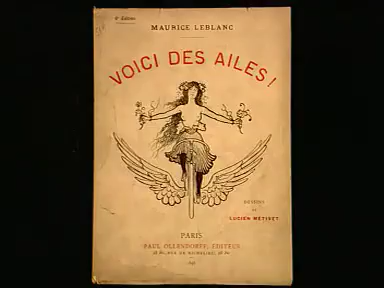 MAURICE LEBLANC
VOICI DES AILES!
DESSINS
DE
LUCIEN MÉTIVET
PARIS
PAUL OLLENDORFF, ÉDITEUR